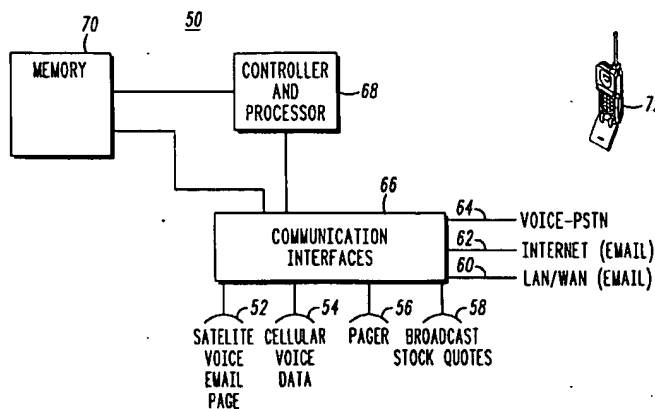 70
50
MEMORY
CONTROLLER
AND
PROCESSOR
68
66
COMMUNICATION
INTERFACES
64
VOICE-PSTN
62
INTERNET (EMAIL)
60
LAN/WAN (EMAIL)
52
54
56
58
SATELITE
VOICE
EMAIL
PAGE
CELLULAR
VOICE
DATA
PAGER
BROADCAST
STOCK QUOTES